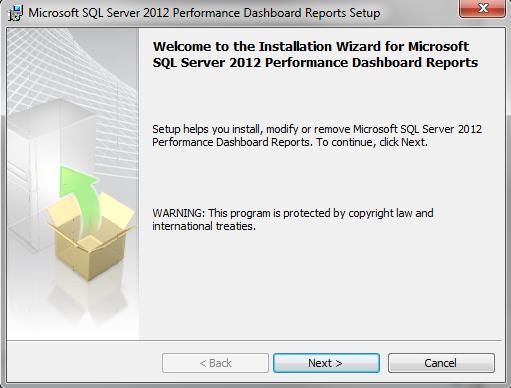 Microsoft SQL Server 2012 Performance Dashboard Reports Setup
Welcome to the Installation Wizard for Microsoft
SQL Server 2012 Performance Dashboard Reports
Setup helps you install, modify or remove Microsoft SQL Server 2012
Performance Dashboard Reports. To continue, click Next.
WARNING: This program is protected by copyright law and
international treaties.
< Back
Next >
Cancel